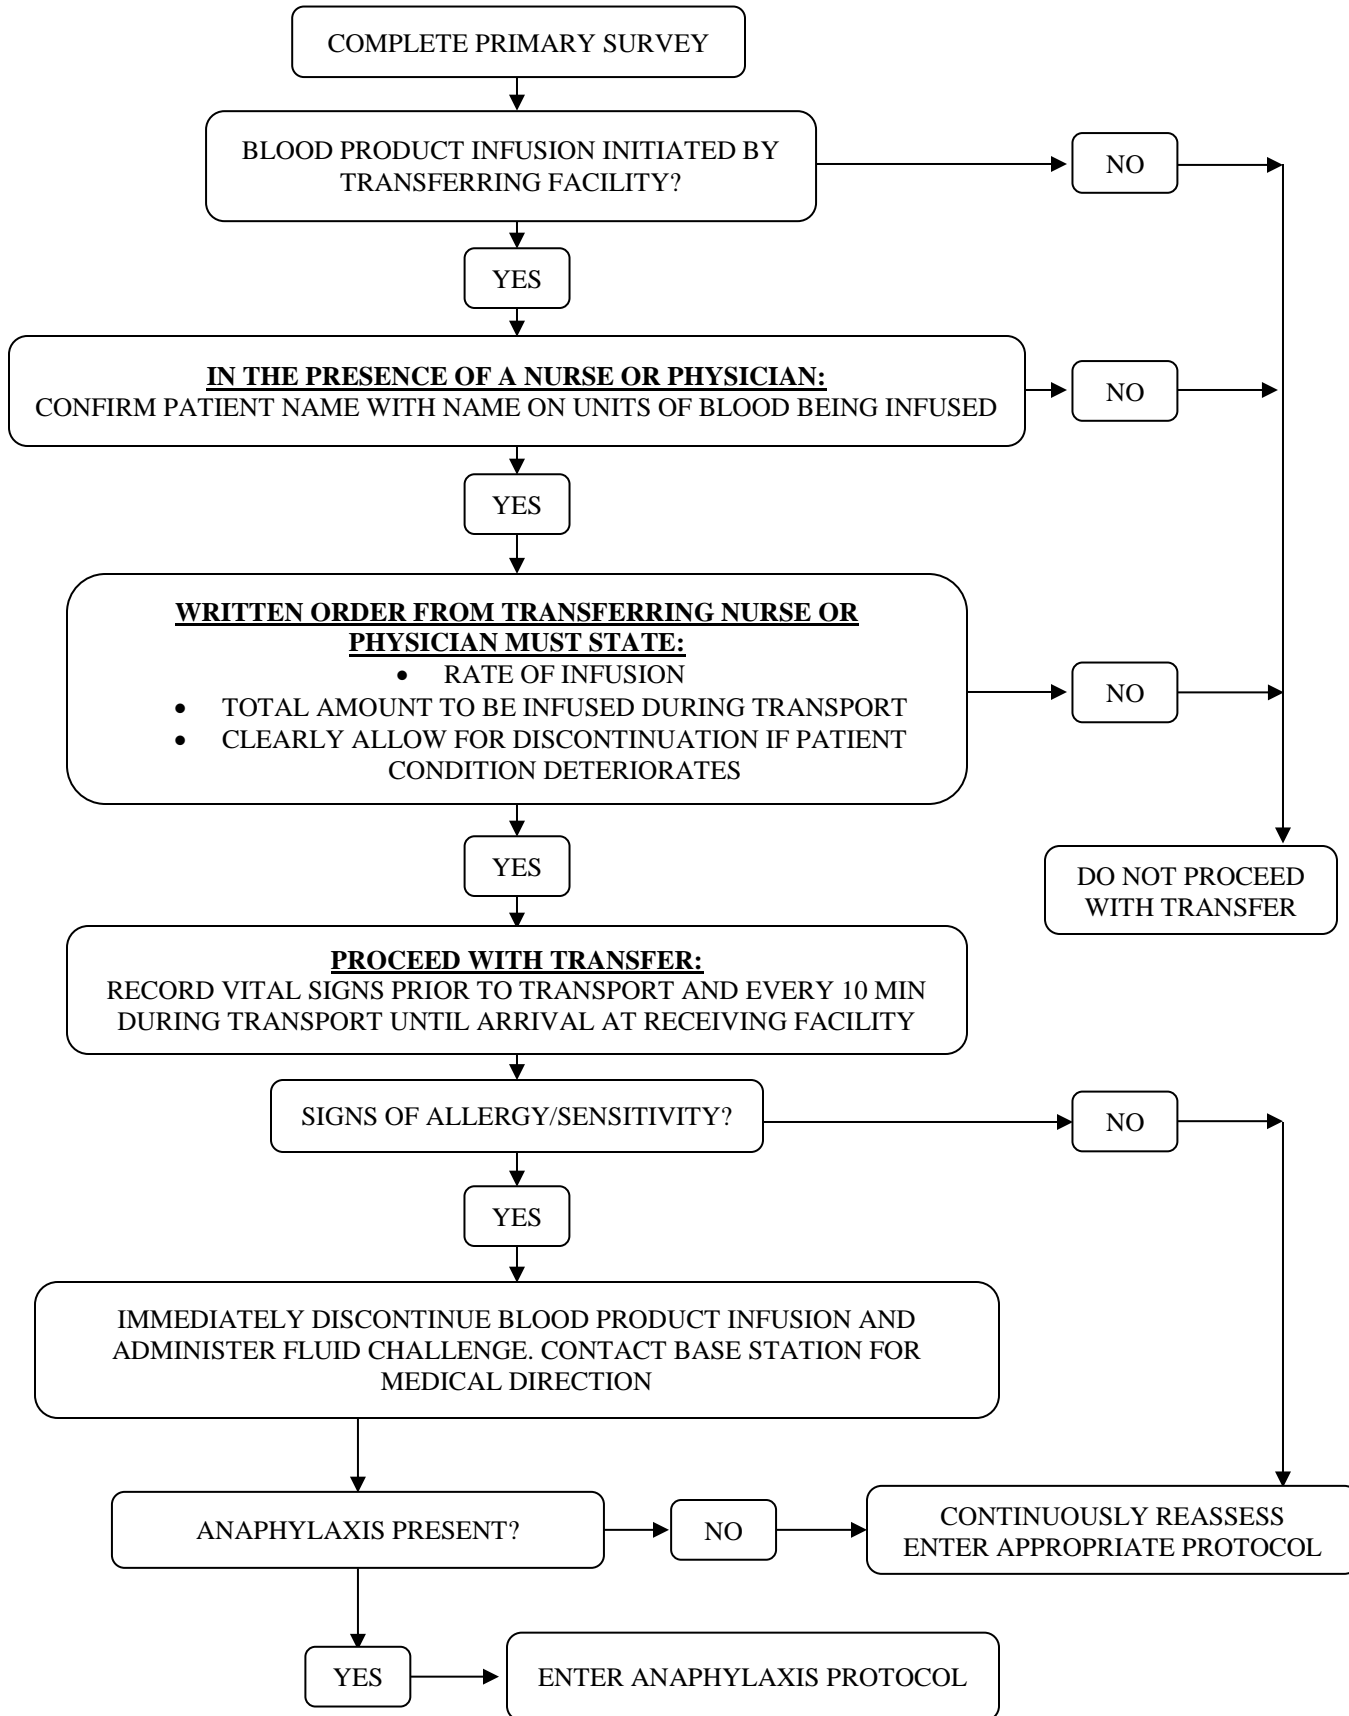 COMPLETE PRIMARY SURVEY
BLOOD PRODUCT INFUSION INITIATED BY
TRANSFERRING FACILITY?
NO
YES
IN THE PRESENCE OF A NURSE OR PHYSICIAN:
CONFIRM PATIENT NAME WITH NAME ON UNITS OF BLOOD BEING INFUSED
NO
YES
WRITTEN ORDER FROM TRANSFERRING NURSE OR
PHYSICIAN MUST STATE:
• RATE OF INFUSION
• TOTAL AMOUNT TO BE INFUSED DURING TRANSPORT
• CLEARLY ALLOW FOR DISCONTINUATION IF PATIENT
CONDITION DETERIORATES
NO
YES
DO NOT PROCEED
WITH TRANSFER
PROCEED WITH TRANSFER:
RECORD VITAL SIGNS PRIOR TO TRANSPORT AND EVERY 10 MIN
DURING TRANSPORT UNTIL ARRIVAL AT RECEIVING FACILITY
SIGNS OF ALLERGY/SENSITIVITY?
NO
YES
IMMEDIATELY DISCONTINUE BLOOD PRODUCT INFUSION AND
ADMINISTER FLUID CHALLENGE. CONTACT BASE STATION FOR
MEDICAL DIRECTION
ANAPHYLAXIS PRESENT?
NO
CONTINUOUSLY REASSESS
ENTER APPROPRIATE PROTOCOL
YES
ENTER ANAPHYLAXIS PROTOCOL